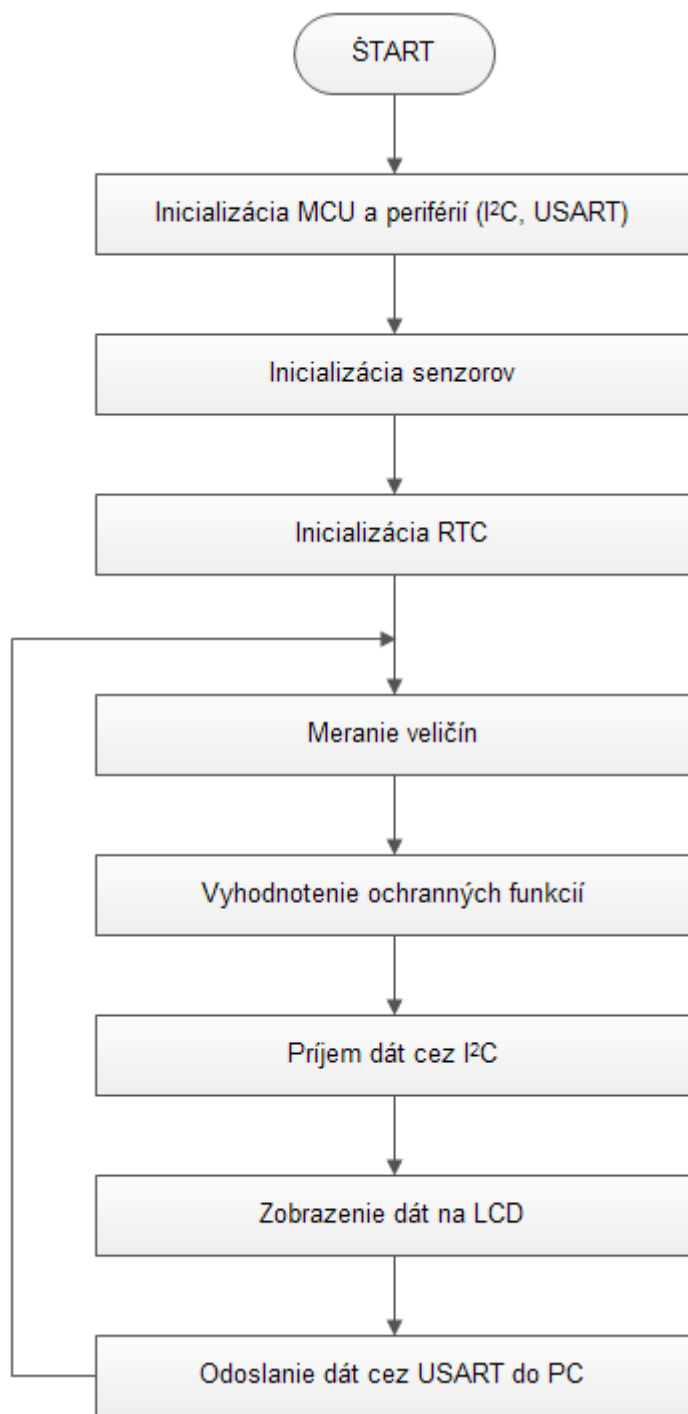 ŠTART
Inicializácia MCU a periférií (I²C, USART)
Inicializácia senzorov
Inicializácia RTC
Meranie veličín
Vyhodnotenie ochranných funkcií
Príjem dát cez I²C
Zobrazenie dát na LCD
Odoslanie dát cez USART do PC